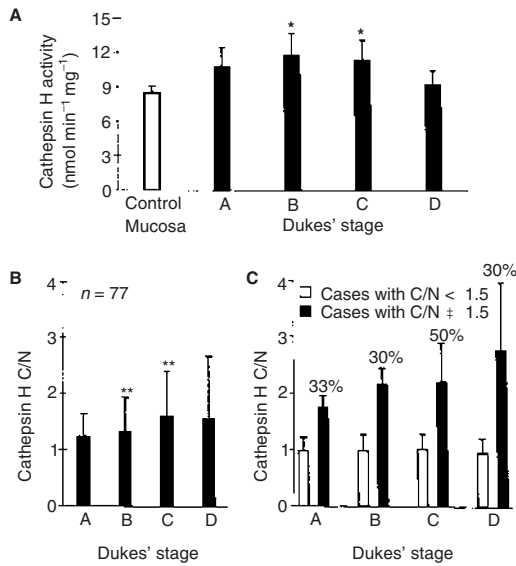 A
Cathepsin H activity
(nmol min⁻¹ mg⁻¹)
15
12
9
6
3
0
Control
Mucosa
A
B
C
D
*
*
Dukes' stage
B
n = 77
Cathepsin H C/N
4
3
2
1
0
**
**
A
B
C
D
Dukes' stage
C
Cases with C/N < 1.5
Cases with C/N ‡ 1.5
Cathepsin H C/N
4
3
2
1
0
33%
30%
50%
30%
A
B
C
D
Dukes' stage